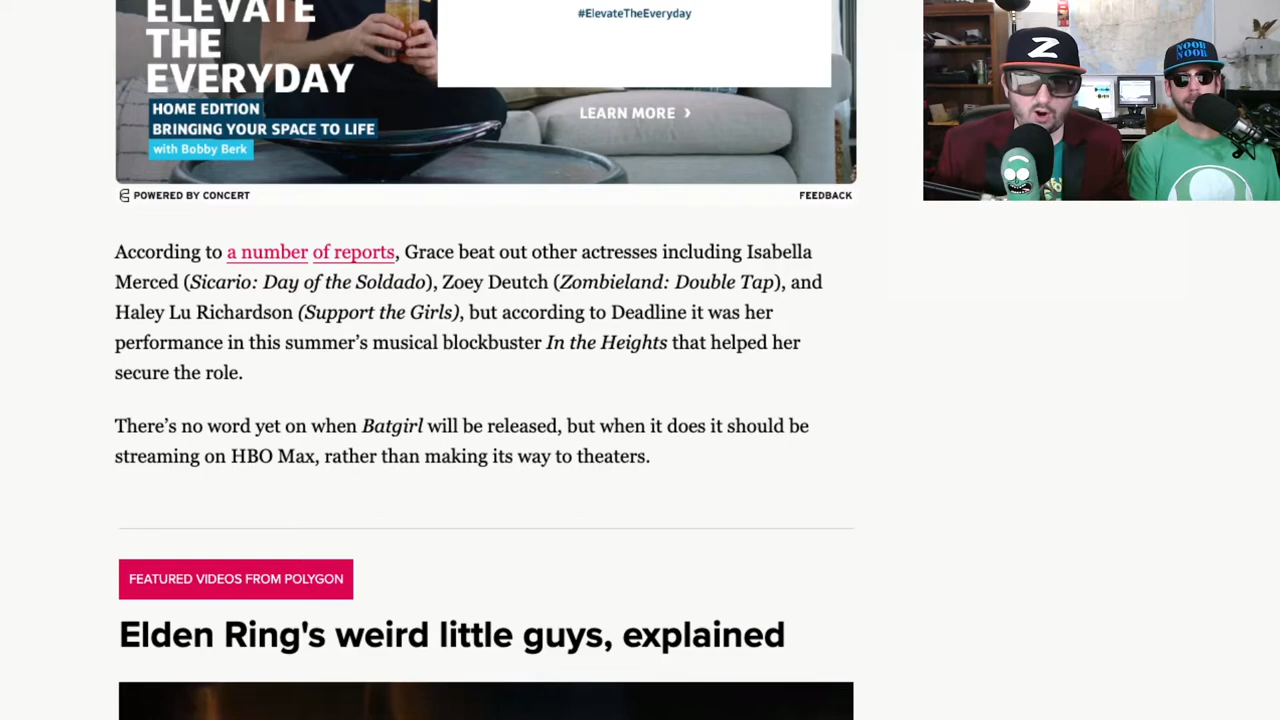 ELEVATE
THE
EVERYDAY
HOME EDITION
BRINGING YOUR SPACE TO LIFE
with Bobby Berk
#ElevateTheEveryday
LEARN MORE ›
POWERED BY CONCERT
FEEDBACK
Z
NOOB
NOOB
According to a number of reports, Grace beat out other actresses including Isabella
Merced (Sicario: Day of the Soldado), Zoey Deutch (Zombieland: Double Tap), and
Haley Lu Richardson (Support the Girls), but according to Deadline it was her
performance in this summer’s musical blockbuster In the Heights that helped her
secure the role.
There’s no word yet on when Batgirl will be released, but when it does it should be
streaming on HBO Max, rather than making its way to theaters.
FEATURED VIDEOS FROM POLYGON
Elden Ring's weird little guys, explained